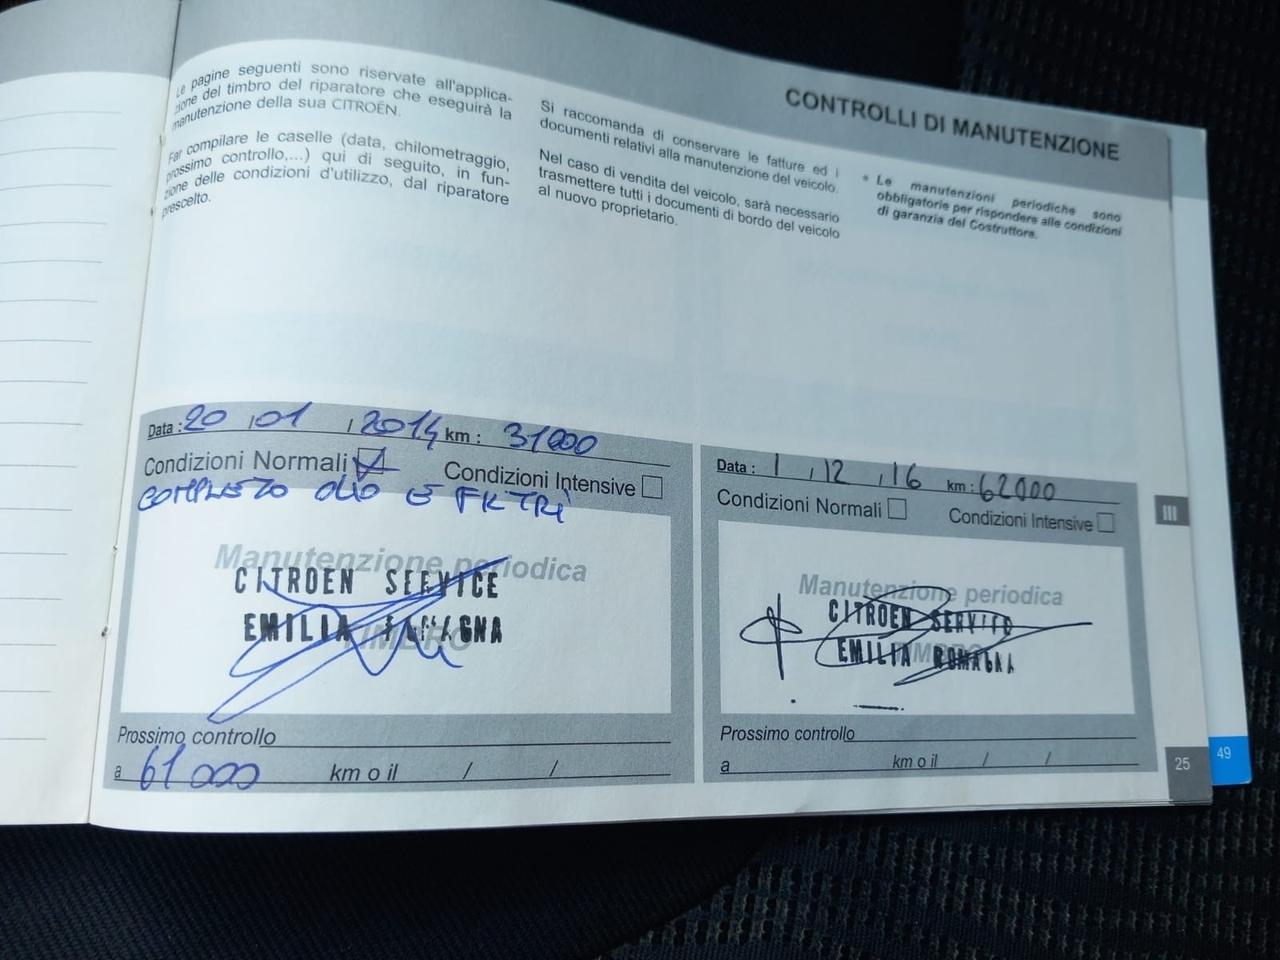 CONTROLLI DI MANUTENZIONE
Le pagine seguenti sono riservate all'applica-
zione del timbro del riparatore che eseguirà la
manutenzione della sua CITROËN.
Far compilare le caselle (data, chilometraggio,
prossimo controllo,...) qui di seguito, in fun-
zione delle condizioni d'utilizzo, dal riparatore
prescelto.
Si raccomanda di conservare le fatture ed i
documenti relativi alla manutenzione del veicolo.
Nel caso di vendita del veicolo, sarà necessario
trasmettere tutti i documenti di bordo del veicolo
al nuovo proprietario.
* Le manutenzioni periodiche sono
obbligatorie per rispondere alle condizioni
di garanzia del Costruttore.
Data : 20 / 01 / 2014 km : 31000
Condizioni Normali Condizioni Intensive
OLIO E FILTRI
Manutenzione periodica
CITROEN SERVICE
EMILIA ROMAGNA
TIMBRO
Prossimo controllo
a 61000 km o il / /
Data : 1 / 12 / 16 km : 62000
Condizioni Normali Condizioni Intensive
Manutenzione periodica
CITROEN SERVICE
EMILIA ROMAGNA
TIMBRO
Prossimo controllo
a km o il / /
III
25
49